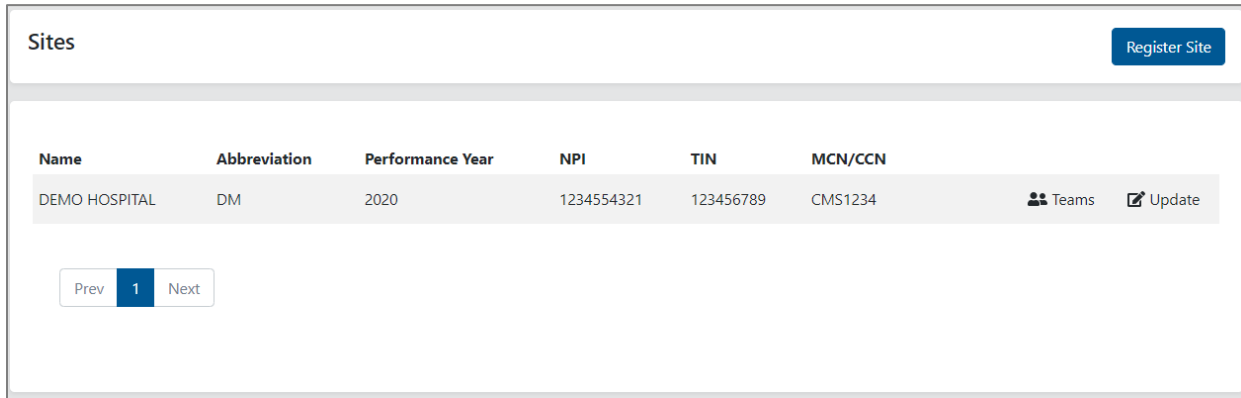 Sites
Register Site
Name Abbreviation Performance Year NPI TIN MCN/CCN
DEMO HOSPITAL DM 2020 1234554321 123456789 CMS1234 Teams Update
Prev 1 Next